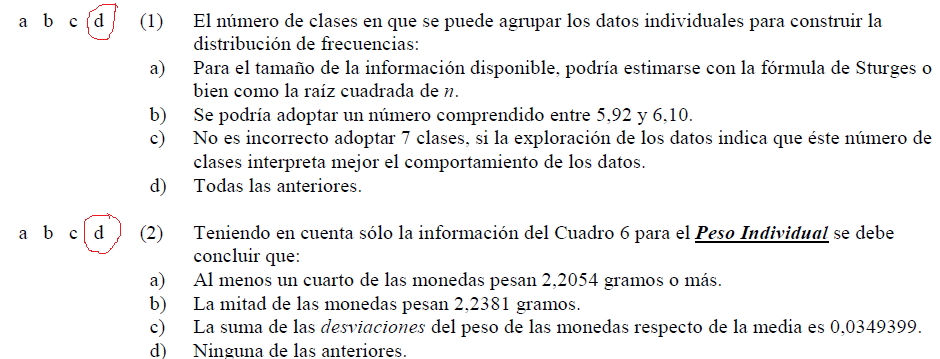 a b c d (1) El número de clases en que se puede agrupar los datos individuales para construir la
distribución de frecuencias:
a) Para el tamaño de la información disponible, podría estimarse con la fórmula de Sturges o
bien como la raíz cuadrada de n.
b) Se podría adoptar un número comprendido entre 5,92 y 6,10.
c) No es incorrecto adoptar 7 clases, si la exploración de los datos indica que éste número de
clases interpreta mejor el comportamiento de los datos.
d) Todas las anteriores.
a b c d (2) Teniendo en cuenta sólo la información del Cuadro 6 para el Peso Individual se debe
concluir que:
a) Al menos un cuarto de las monedas pesan 2,2054 gramos o más.
b) La mitad de las monedas pesan 2,2381 gramos.
c) La suma de las desviaciones del peso de las monedas respecto de la media es 0,0349399.
d) Ninguna de las anteriores.